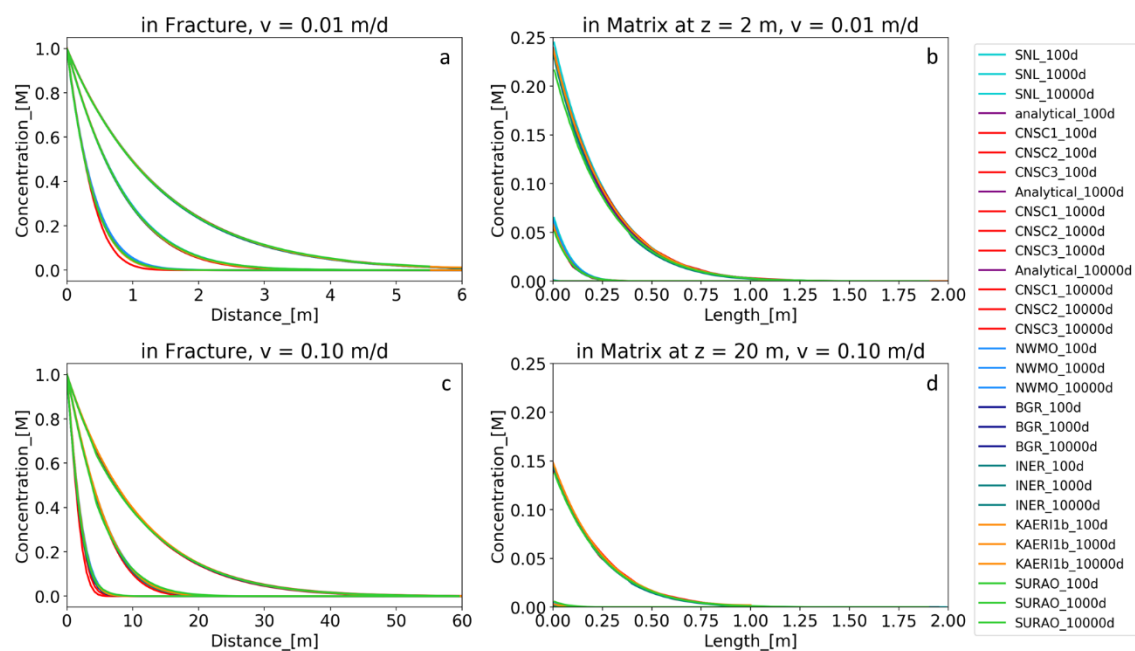 in Fracture, v = 0.01 m/d
a
1.0
0.8
0.6
0.4
0.2
0.0
Concentration_[M]
0 1 2 3 4 5 6
Distance_[m]
in Matrix at z = 2 m, v = 0.01 m/d
b
0.25
0.20
0.15
0.10
0.05
0.00
Concentration_[M]
0.00 0.25 0.50 0.75 1.00 1.25 1.50 1.75 2.00
Length_[m]
in Fracture, v = 0.10 m/d
c
1.0
0.8
0.6
0.4
0.2
0.0
Concentration_[M]
0 10 20 30 40 50 60
Distance_[m]
in Matrix at z = 20 m, v = 0.10 m/d
d
0.25
0.20
0.15
0.10
0.05
0.00
Concentration_[M]
0.00 0.25 0.50 0.75 1.00 1.25 1.50 1.75 2.00
Length_[m]
SNL_100d
SNL_1000d
SNL_10000d
analytical_100d
CNSC1_100d
CNSC2_100d
CNSC3_100d
Analytical_1000d
CNSC1_1000d
CNSC2_1000d
CNSC3_1000d
Analytical_10000d
CNSC1_10000d
CNSC2_10000d
CNSC3_10000d
NWMO_100d
NWMO_1000d
NWMO_10000d
BGR_100d
BGR_1000d
BGR_10000d
INER_100d
INER_1000d
INER_10000d
KAERI1b_100d
KAERI1b_1000d
KAERI1b_10000d
SURAO_100d
SURAO_1000d
SURAO_10000d